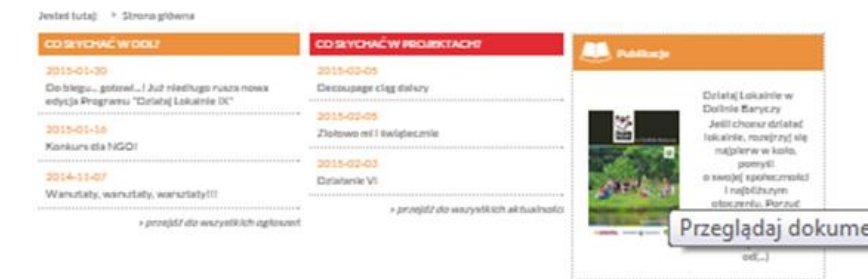 Jesteś tutaj: > Strona główna
CO SŁYCHAĆ W ODL?
2015-01-20
Do biegu... gotowi...! Już niedługo rusza nowa
edycja Programu "Działaj Lokalnie IX"
2015-01-16
Konkurs dla NGO!
2014-11-07
Warsztaty, warsztaty, warsztaty!!!
» przejdź do wszystkich ogłoszeń
CO SŁYCHAĆ W PROJEKTACH?
2015-02-05
Decoupage ciąg dalszy
2015-02-05
Ziołowo mi i świątecznie
2015-02-03
Działanie VI
» przejdź do wszystkich aktualności
Publikacje
Działaj Lokalnie w
Dolinie Baryczy
Jeśli chcesz działać
lokalnie, rozejrzyj się
najpierw w koło,
pomyśl
o swojej społeczności
i najbliższym
otoczeniu. Porzuć
Przeglądaj dokume
od(...)